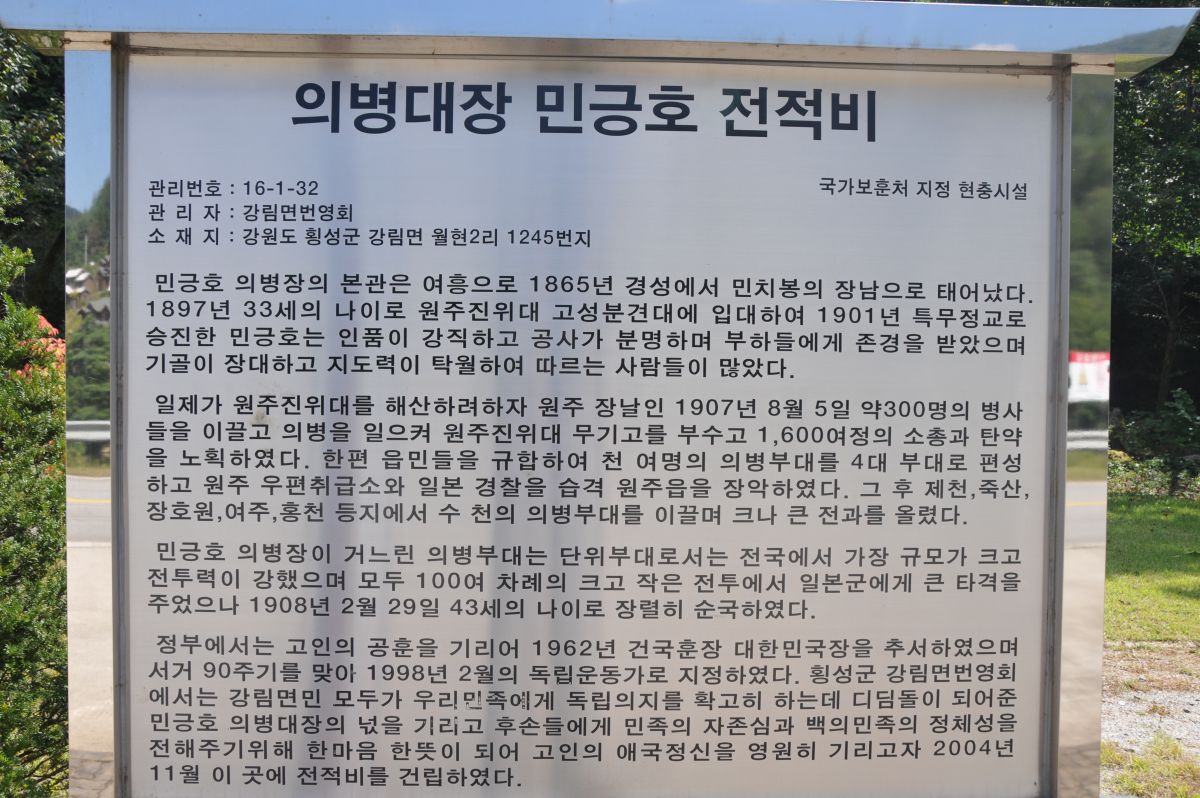 의병대장 민긍호 전적비
관리번호 : 16-1-32
국가보훈처 지정 현충시설
관 리 자 : 강림면번영회
소 재 지 : 강원도 횡성군 강림면 월현2리 1245번지
민긍호 의병장의 본관은 여흥으로 1865년 경성에서 민치봉의 장남으로 태어났다.
1897년 33세의 나이로 원주진위대 고성분견대에 입대하여 1901년 특무정교로
승진한 민긍호는 인품이 강직하고 공사가 분명하며 부하들에게 존경을 받았으며
기골이 장대하고 지도력이 탁월하여 따르는 사람들이 많았다.
일제가 원주진위대를 해산하려하자 원주 장날인 1907년 8월 5일 약300명의 병사
들을 이끌고 의병을 일으켜 원주진위대 무기고를 부수고 1,600여정의 소총과 탄약
을 노획하였다. 한편 읍민들을 규합하여 천 여명의 의병부대를 4대 부대로 편성
하고 원주 우편취급소와 일본 경찰을 습격 원주읍을 장악하였다. 그 후 제천,죽산,
장호원,여주,홍천 등지에서 수 천의 의병부대를 이끌며 크나 큰 전과를 올렸다.
민긍호 의병장이 거느린 의병부대는 단위부대로서는 전국에서 가장 규모가 크고
전투력이 강했으며 모두 100여 차례의 크고 작은 전투에서 일본군에게 큰 타격을
주었으나 1908년 2월 29일 43세의 나이로 장렬히 순국하였다.
정부에서는 고인의 공훈을 기리어 1962년 건국훈장 대한민국장을 추서하였으며
서거 90주기를 맞아 1998년 2월의 독립운동가로 지정하였다. 횡성군 강림면번영회
에서는 강림면민 모두가 우리민족에게 독립의지를 확고히 하는데 디딤돌이 되어준
민긍호 의병대장의 넋을 기리고 후손들에게 민족의 자존심과 백의민족의 정체성을
전해주기위해 한마음 한뜻이 되어 고인의 애국정신을 영원히 기리고자 2004년
11월 이 곳에 전적비를 건립하였다.